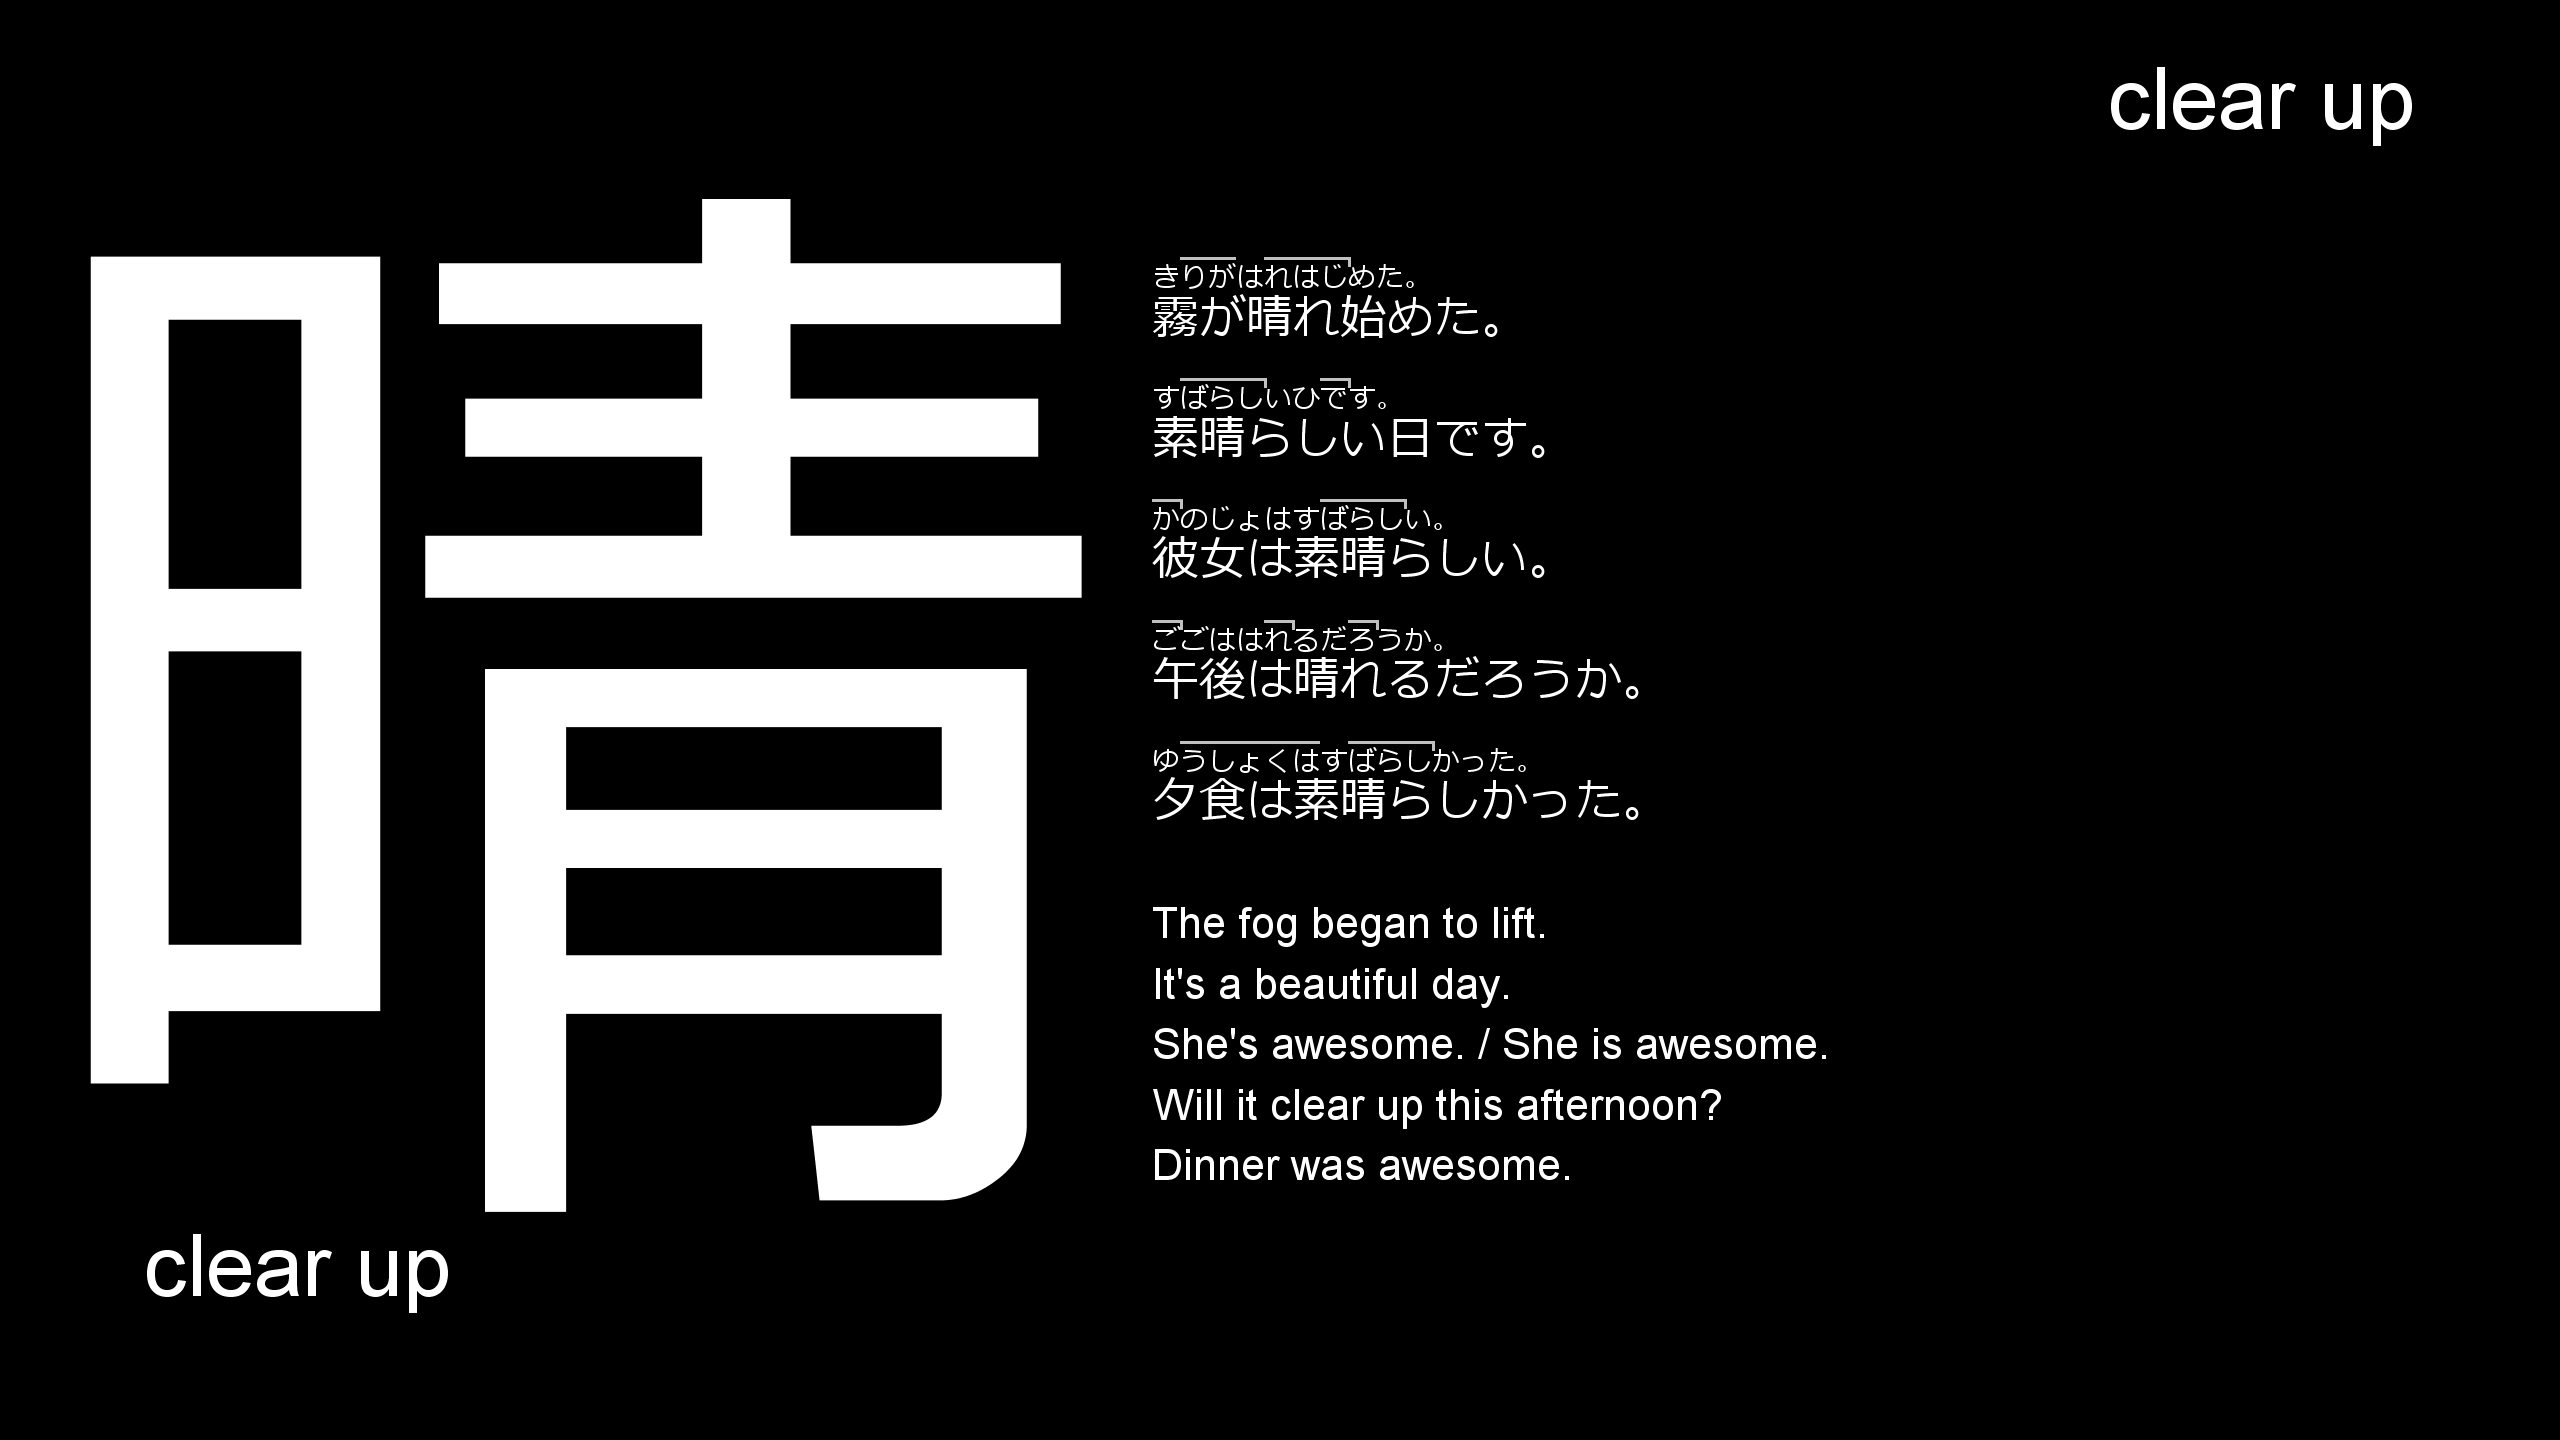 clear up
晴
きりがはれはじめた。
霧が晴れ始めた。
すばらしいひです。
素晴らしい日です。
かのじょはすばらしい。
彼女は素晴らしい。
ごごははれるだろうか。
午後は晴れるだろうか。
ゆうしょくはすばらしかった。
夕食は素晴らしかった。
The fog began to lift.
It's a beautiful day.
She's awesome. / She is awesome.
Will it clear up this afternoon?
Dinner was awesome.
clear up